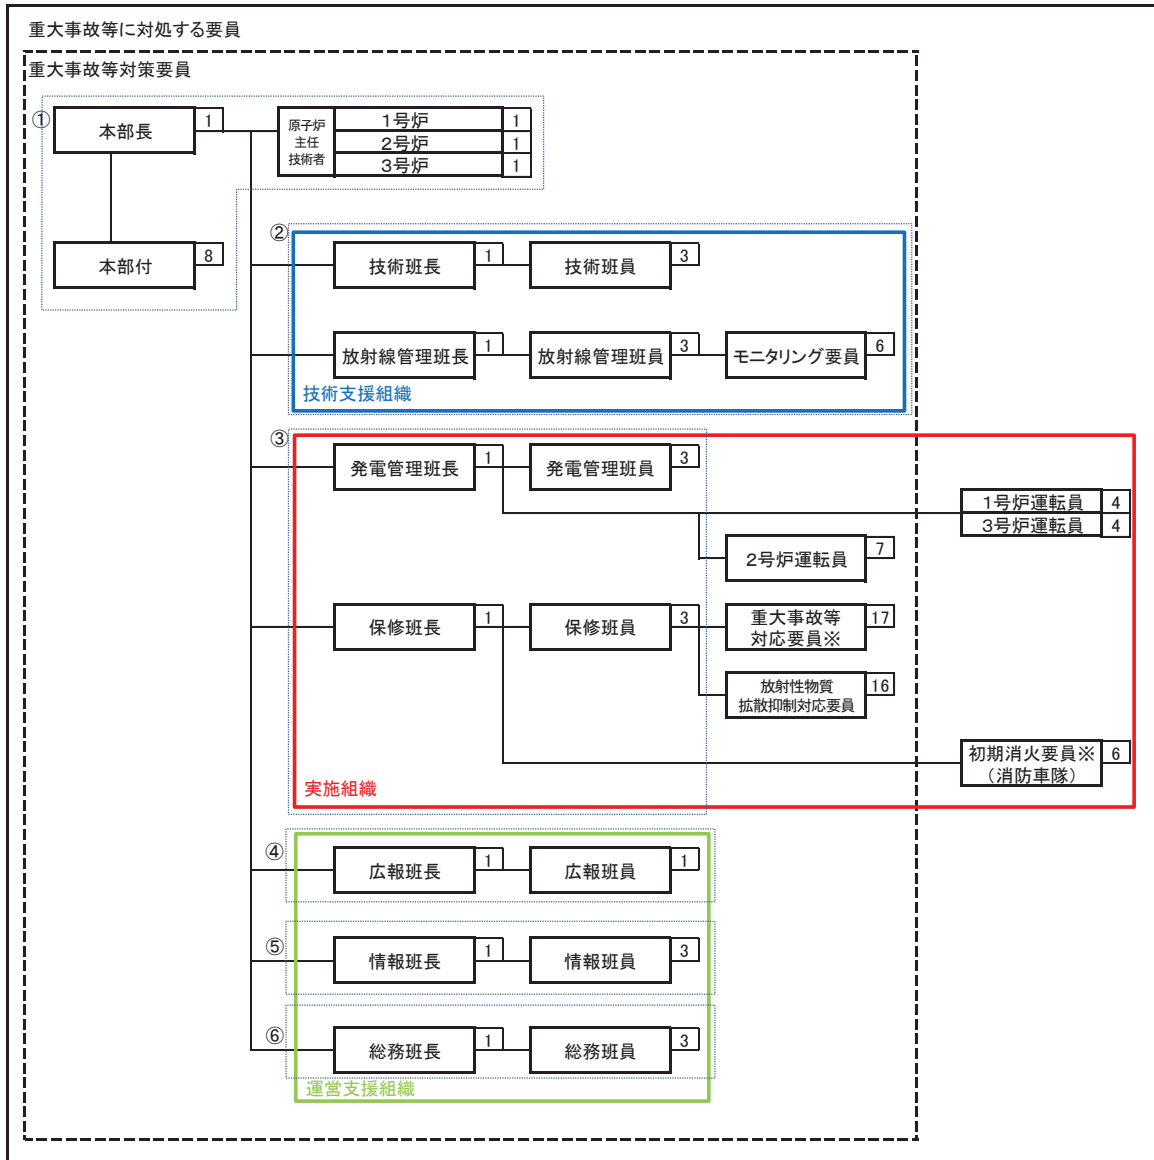 重大事故等に対処する要員
重大事故等対策要員
①
本部長
1
原子炉
主任
技術者
1号炉
1
2号炉
1
3号炉
1
本部付
8
②
技術班長
1
技術班員
3
放射線管理班長
1
放射線管理班員
3
モニタリング要員
6
技術支援組織
③
発電管理班長
1
発電管理班員
3
1号炉運転員
4
3号炉運転員
4
2号炉運転員
7
保修班長
1
保修班員
3
重大事故等
対応要員※
17
放射性物質
拡散抑制対応要員
16
初期消火要員※
(消防車隊)
6
実施組織
④
広報班長
1
広報班員
1
⑤
情報班長
1
情報班員
3
⑥
総務班長
1
総務班員
3
運営支援組織